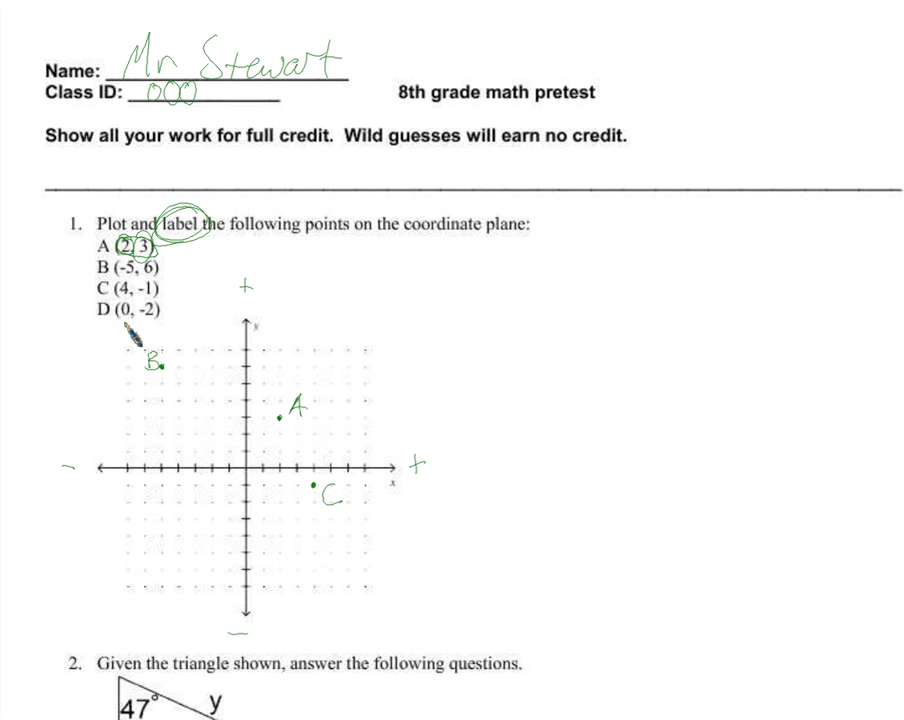 Name: Mr Stewart
Class ID: 000
8th grade math pretest
Show all your work for full credit. Wild guesses will earn no credit.
1. Plot and label the following points on the coordinate plane:
A (2, 3)
B (-5, 6)
C (4, -1)
D (0, -2)
+
y
B
A
- +
x
C
-
2. Given the triangle shown, answer the following questions.
47° y